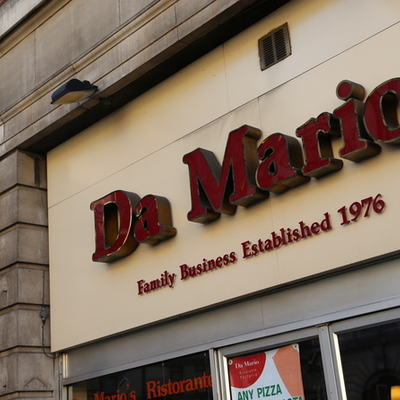 Da Mario
Family Business Established 1976
Mario's Ristorante
Da Mario
ANY PIZZA